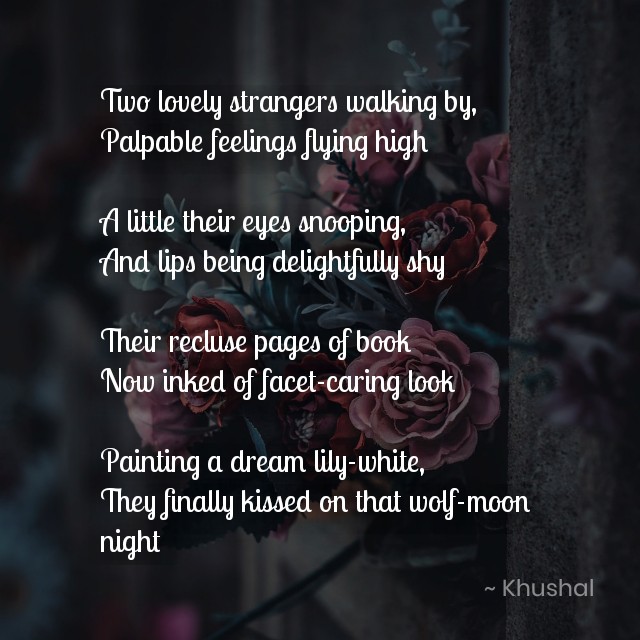 Two lovely strangers walking by,
Palpable feelings flying high
A little their eyes snooping,
And lips being delightfully shy
Their recluse pages of book
Now inked of facet-caring look
Painting a dream lily-white,
They finally kissed on that wolf-moon
night
~ Khushal